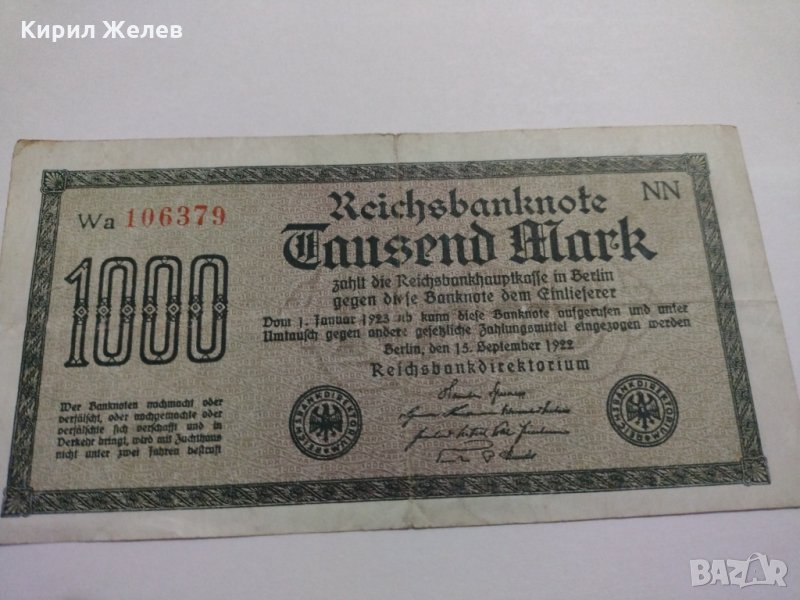 Кирил Желев
Wa 106379
NN
Reichsbanknote
Tausend Mark
1000
zahlt die Reichsbankhauptkasse in Berlin
gegen diese Banknote dem Einlieferer
Vom 1. Januar 1923 ab kann diese Banknote aufgerufen und unter
Umtausch gegen andere gesetzliche Zahlungsmittel eingezogen werden
Berlin, den 15. September 1922
Reichsbankdirektorium
Wer Banknoten nachmacht oder
verfälscht, oder nachgemachte oder
verfälschte sich verschafft und in
Verkehr bringt, wird mit Zuchthaus
nicht unter zwei Jahren bestraft
REICHSBANKDIREKTORIUM
REICHSBANKDIREKTORIUM
BAZAR